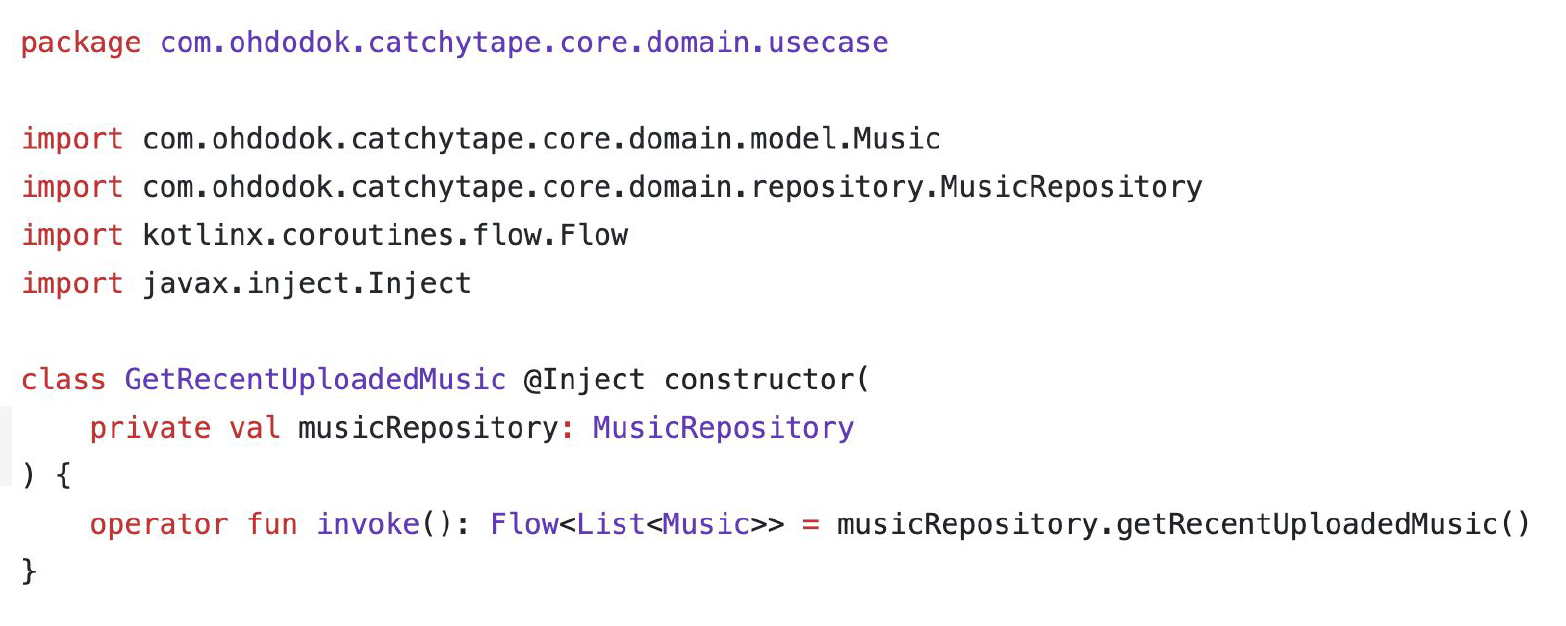 package com.ohdodok.catchytape.core.domain.usecase
import com.ohdodok.catchytape.core.domain.model.Music
import com.ohdodok.catchytape.core.domain.repository.MusicRepository
import kotlinx.coroutines.flow.Flow
import javax.inject.Inject
class GetRecentUploadedMusic @Inject constructor(
    private val musicRepository: MusicRepository
) {
    operator fun invoke(): Flow<List<Music>> = musicRepository.getRecentUploadedMusic()
}